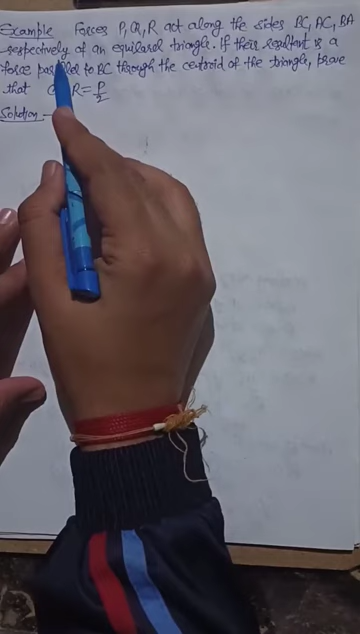 Example Forces P, Q, R act along the sides BC, AC, BA
respectively of an equilateral triangle. If their resultant is a
force parallel to BC through the centroid of the triangle, prove
that R = P/2
Solution -